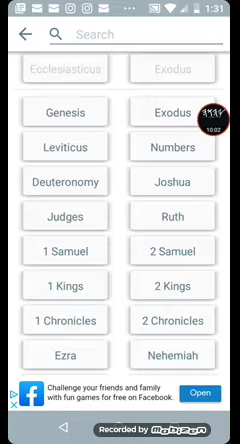 1:31
Search
Ecclesiasticus Exodus
Genesis Exodus
Leviticus Numbers
10:02
Deuteronomy Joshua
Judges Ruth
1 Samuel 2 Samuel
1 Kings 2 Kings
1 Chronicles 2 Chronicles
Ezra Nehemiah
Challenge your friends and family
with fun games for free on Facebook.
Open
Recorded by Mobizen